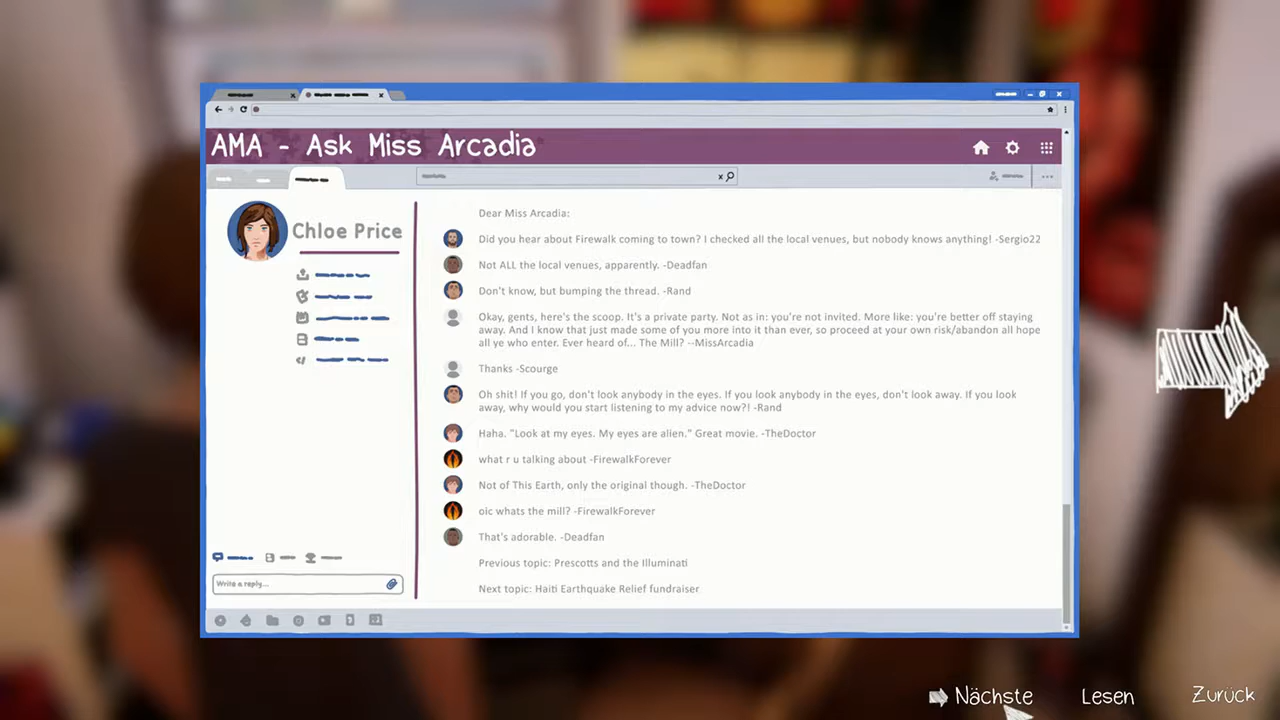 AMA - Ask Miss Arcadia
Chloe Price
Dear Miss Arcadia:
Did you hear about Firewalk coming to town? I checked all the local venues, but nobody knows anything! -Sergio22
Not ALL the local venues, apparently. -Deadfan
Don't know, but bumping the thread. -Rand
Okay, gents, here's the scoop. It's a private party. Not as in: you're not invited. More like: you're better off staying
away. And I know that just made some of you more into it than ever, so proceed at your own risk/abandon all hope
all ye who enter. Ever heard of... The Mill? --MissArcadia
Thanks -Scourge
Oh shit! If you go, don't look anybody in the eyes. If you look anybody in the eyes, don't look away. If you look
away, why would you start listening to my advice now?! -Rand
Haha. "Look at my eyes. My eyes are alien." Great movie. -TheDoctor
what r u talking about -FirewalkForever
Not of This Earth, only the original though. -TheDoctor
oic whats the mill? -FirewalkForever
That's adorable. -Deadfan
Previous topic: Prescotts and the Illuminati
Next topic: Haiti Earthquake Relief fundraiser
Write a reply...
Nächste Lesen Zurück